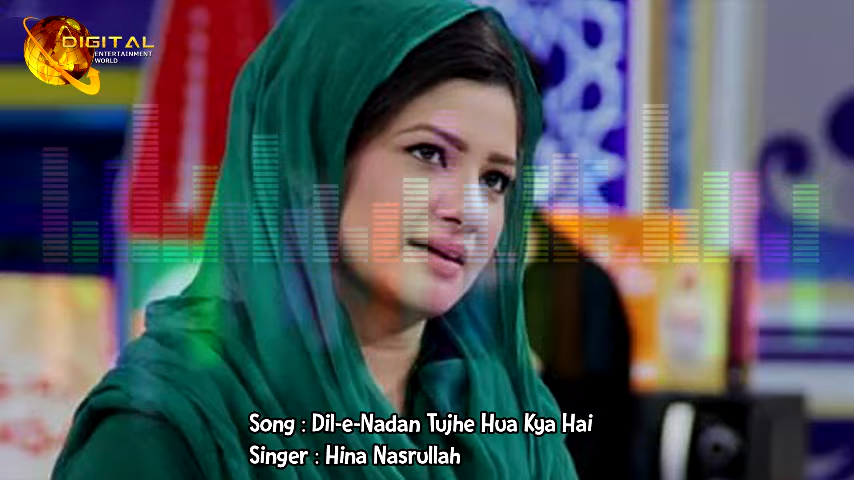 DIGITAL
ENTERTAINMENT
WORLD
Song : Dil-e-Nadan Tujhe Hua Kya Hai
Singer : Hina Nasrullah